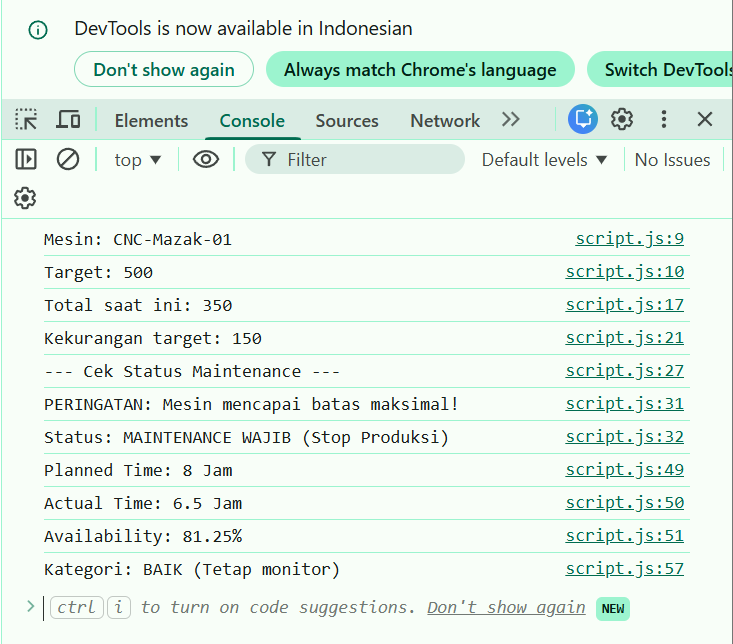 DevTools is now available in Indonesian
Don't show again Always match Chrome's language Switch DevTools
Elements Console Sources Network
top Filter Default levels No Issues
Mesin: CNC-Mazak-01 script.js:9
Target: 500 script.js:10
Total saat ini: 350 script.js:17
Kekurangan target: 150 script.js:21
--- Cek Status Maintenance --- script.js:27
PERINGATAN: Mesin mencapai batas maksimal! script.js:31
Status: MAINTENANCE WAJIB (Stop Produksi) script.js:32
Planned Time: 8 Jam script.js:49
Actual Time: 6.5 Jam script.js:50
Availability: 81.25% script.js:51
Kategori: BAIK (Tetap monitor) script.js:57
ctrl i to turn on code suggestions. Don't show again NEW